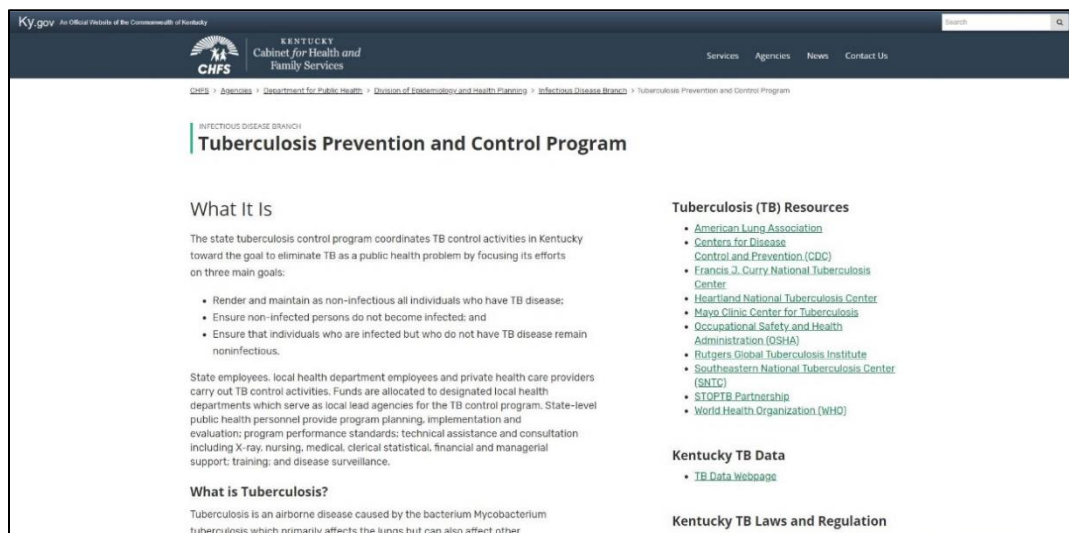 Ky.gov An Official Website of the Commonwealth of Kentucky
Search
KENTUCKY
Cabinet for Health and
Family Services
CHFS
Services Agencies News Contact Us
CHFS > Agencies > Department for Public Health > Division of Epidemiology and Health Planning > Infectious Disease Branch > Tuberculosis Prevention and Control Program
INFECTIOUS DISEASE BRANCH
Tuberculosis Prevention and Control Program
What It Is
The state tuberculosis control program coordinates TB control activities in Kentucky
toward the goal to eliminate TB as a public health problem by focusing its efforts
on three main goals:
• Render and maintain as non-infectious all individuals who have TB disease;
• Ensure non-infected persons do not become infected; and
• Ensure that individuals who are infected but who do not have TB disease remain
noninfectious.
State employees, local health department employees and private health care providers
carry out TB control activities. Funds are allocated to designated local health
departments which serve as local lead agencies for the TB control program. State-level
public health personnel provide program planning, implementation and
evaluation; program performance standards; technical assistance and consultation
including X-ray, nursing, medical, clerical statistical, financial and managerial
support; training; and disease surveillance.
What is Tuberculosis?
Tuberculosis is an airborne disease caused by the bacterium Mycobacterium
tuberculosis which primarily affects the lungs but can also affect other
Tuberculosis (TB) Resources
• American Lung Association
• Centers for Disease
Control and Prevention (CDC)
• Francis J. Curry National Tuberculosis
Center
• Heartland National Tuberculosis Center
• Mayo Clinic Center for Tuberculosis
• Occupational Safety and Health
Administration (OSHA)
• Rutgers Global Tuberculosis Institute
• Southeastern National Tuberculosis Center
(SNTC)
• STOPTB Partnership
• World Health Organization (WHO)
Kentucky TB Data
• TB Data Webpage
Kentucky TB Laws and Regulation